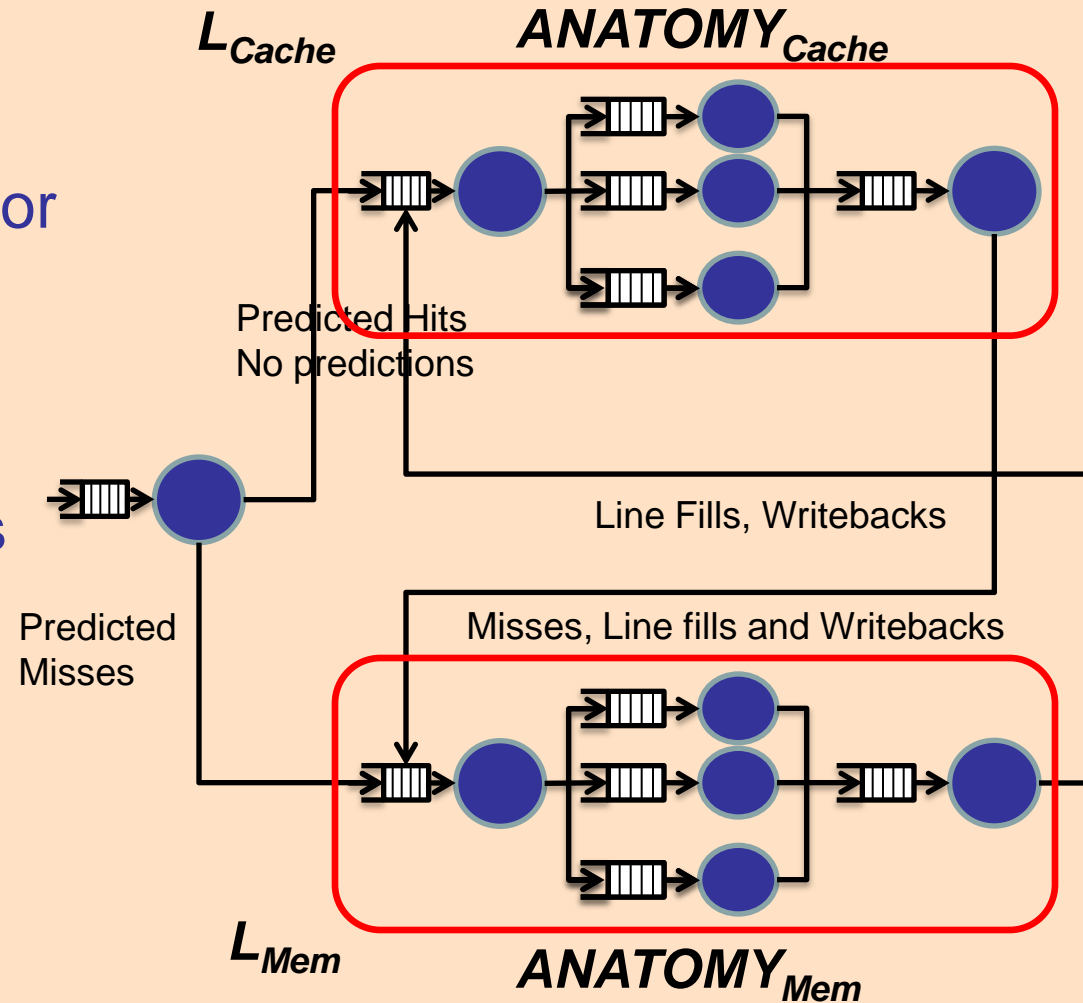 L_Cache
ANATOMY_Cache
or
Predicted Hits
No predictions
s
Line Fills, Writebacks
Predicted
Misses
Misses, Line fills and Writebacks
L_Mem
ANATOMY_Mem